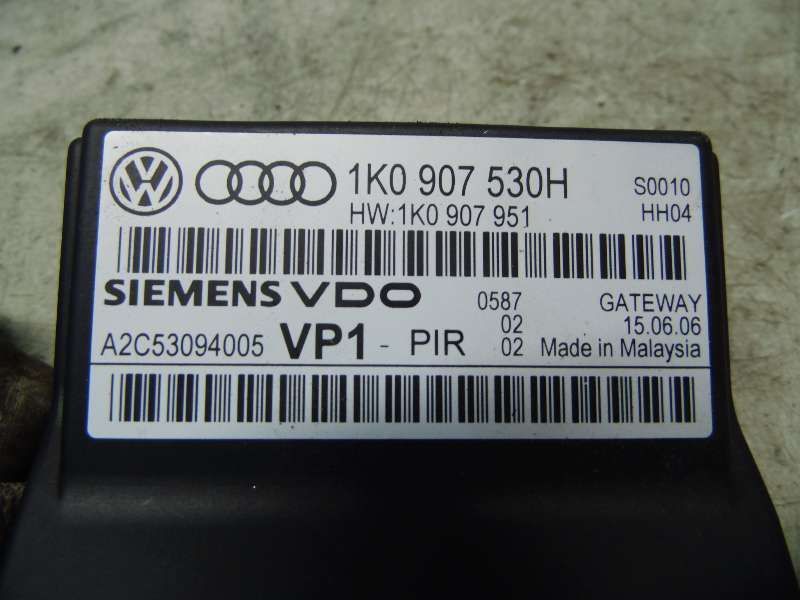 1K0 907 530H S0010
HW:1K0 907 951 HH04
SIEMENS VDO 0587 GATEWAY
02 15.06.06
A2C53094005 VP1 - PIR 02 Made in Malaysia